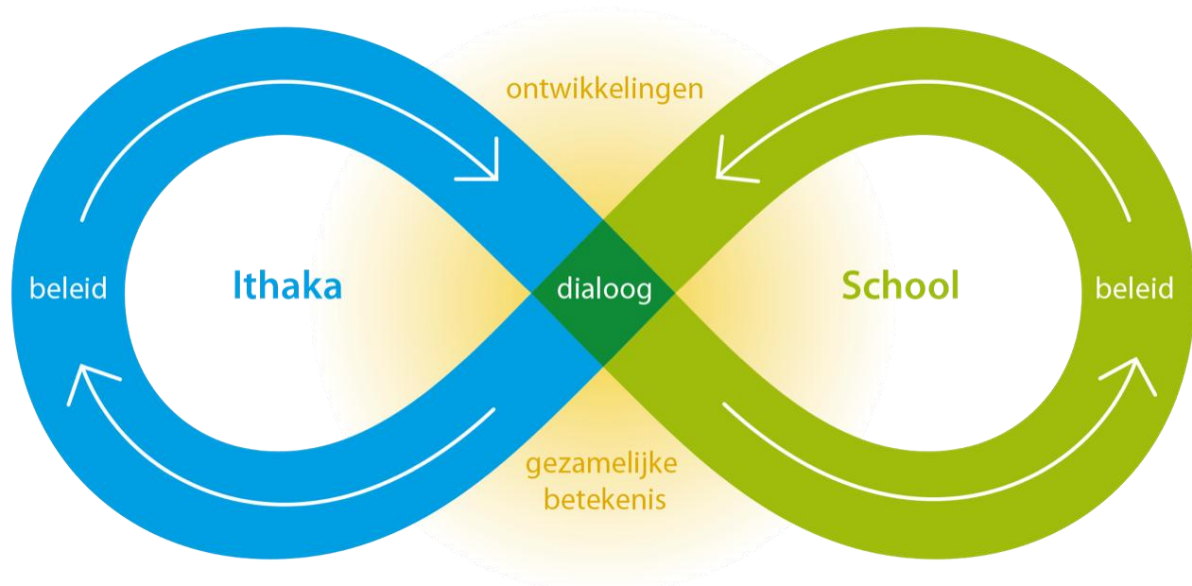 ontwikkelingen
beleid
Ithaka
dialoog
School
beleid
gezamelijke
betekenis